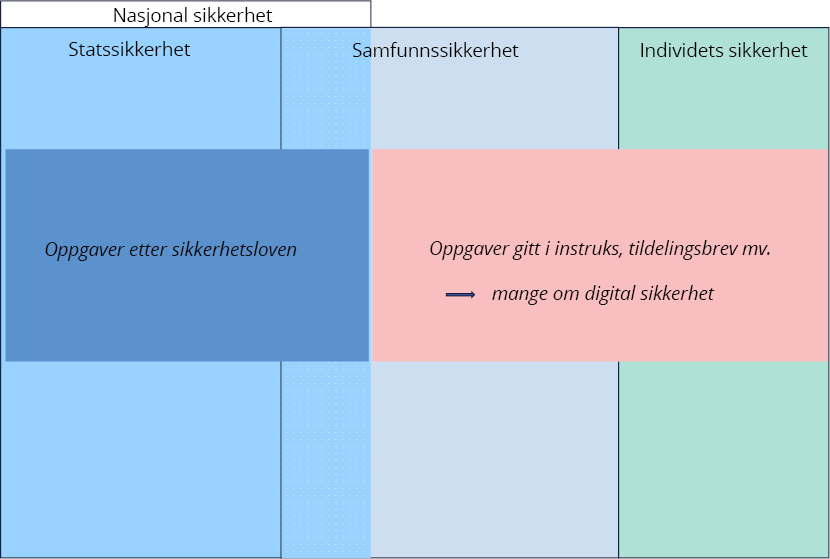 Nasjonal sikkerhet
Statssikkerhet
Samfunnssikkerhet
Individets sikkerhet
Oppgaver etter sikkerhetsloven
Oppgaver gitt i instruks, tildelingsbrev mv.
mange om digital sikkerhet